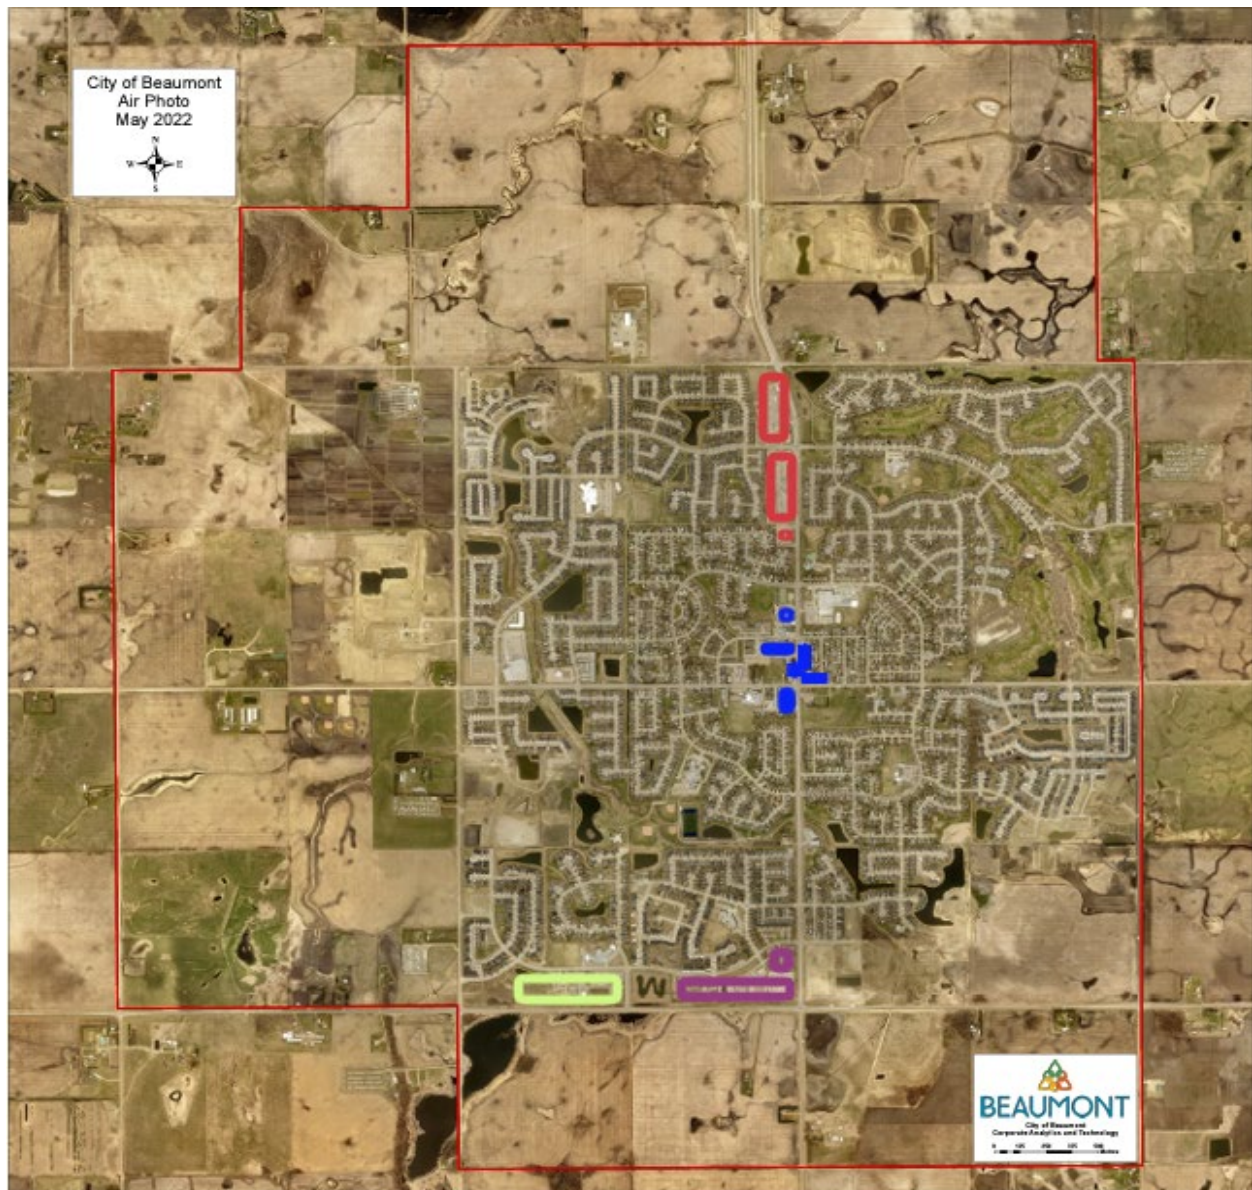 City of Beaumont
Air Photo
May 2022
N
W E
S
BEAUMONT
City of Beaumont
Corporate Analytics and Technology